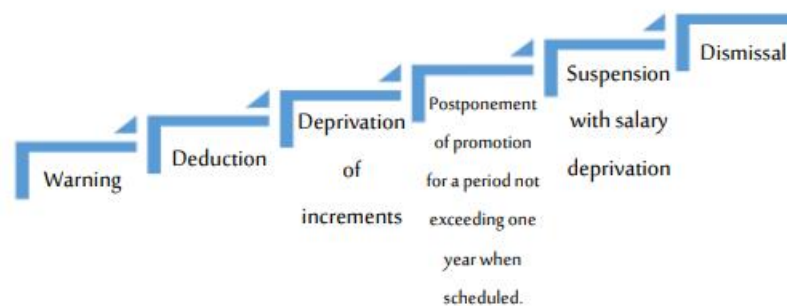 Warning
Deduction
Deprivation
of
increments
Postponement
of promotion
for a period not
exceeding one
year when
scheduled.
Suspension
with salary
deprivation
Dismissal